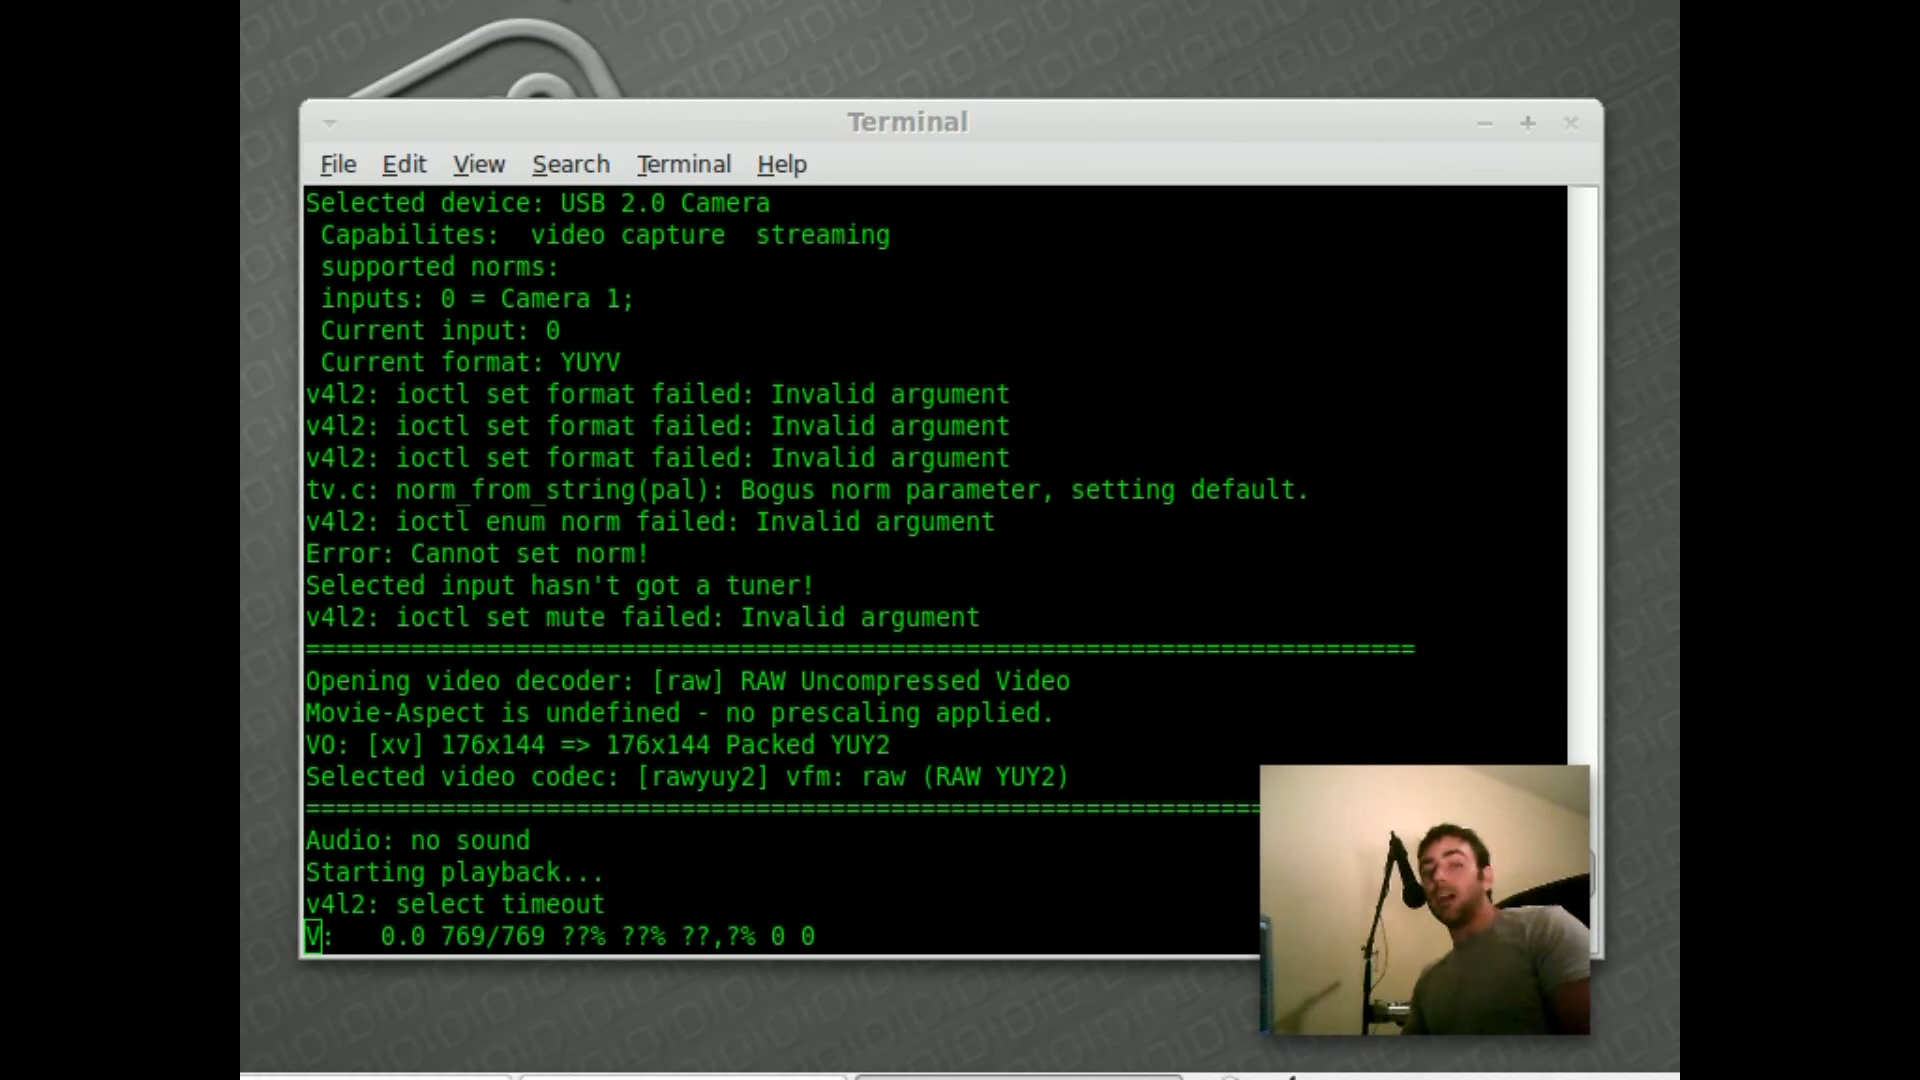 Terminal
File Edit View Search Terminal Help
Selected device: USB 2.0 Camera
Capabilites:  video capture  streaming
supported norms:
inputs: 0 = Camera 1;
Current input: 0
Current format: YUYV
v4l2: ioctl set format failed: Invalid argument
v4l2: ioctl set format failed: Invalid argument
v4l2: ioctl set format failed: Invalid argument
tv.c: norm_from_string(pal): Bogus norm parameter, setting default.
v4l2: ioctl enum norm failed: Invalid argument
Error: Cannot set norm!
Selected input hasn't got a tuner!
v4l2: ioctl set mute failed: Invalid argument
==========================================================================
Opening video decoder: [raw] RAW Uncompressed Video
Movie-Aspect is undefined - no prescaling applied.
VO: [xv] 176x144 => 176x144 Packed YUY2
Selected video codec: [rawyuy2] vfm: raw (RAW YUY2)
================================================================
Audio: no sound
Starting playback...
v4l2: select timeout
V:   0.0 769/769 ??% ??% ??,?% 0 0